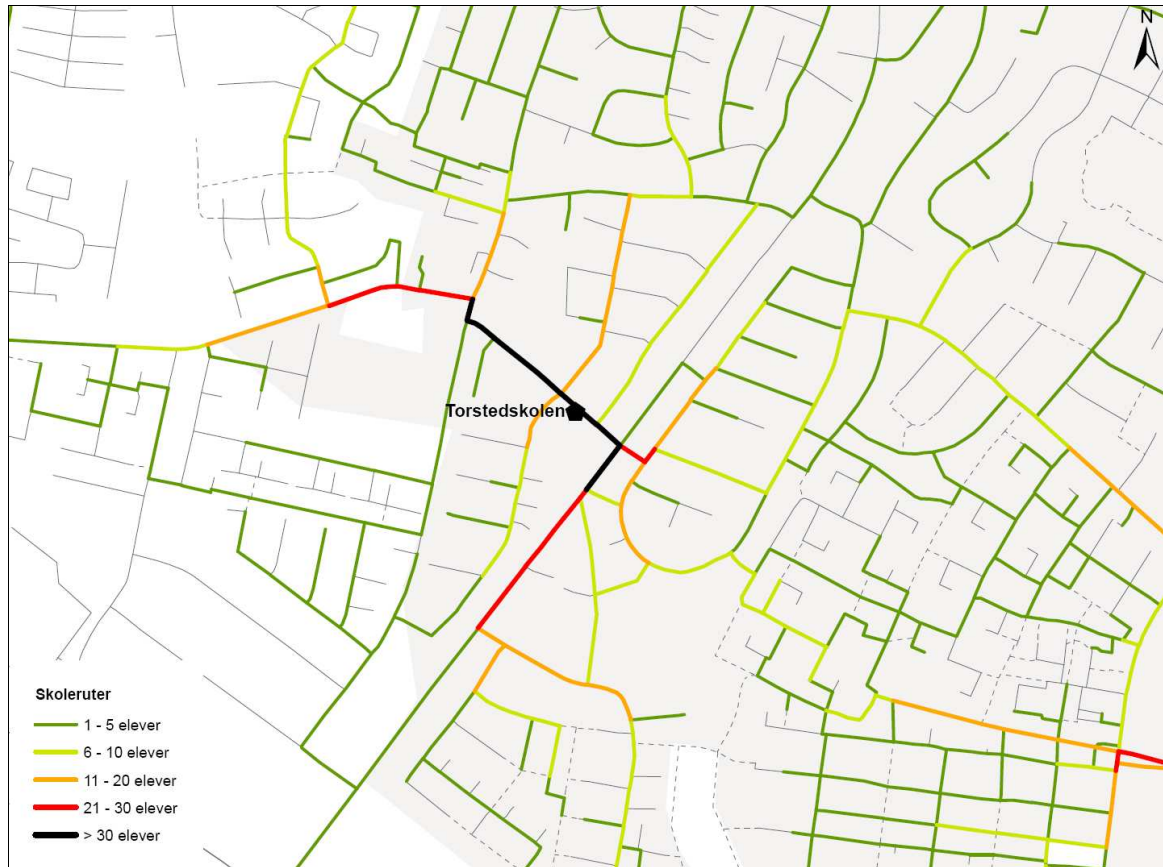 N
Torstedskolen
Skoleruter
1 - 5 elever
6 - 10 elever
11 - 20 elever
21 - 30 elever
> 30 elever